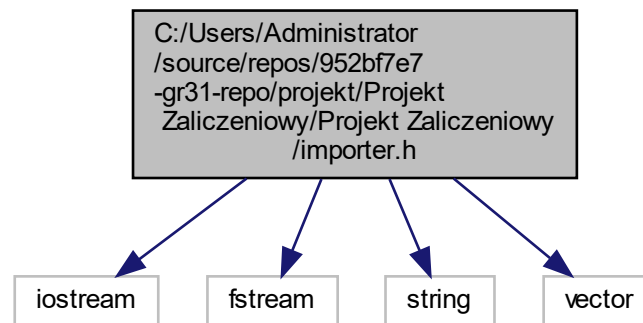 C:/Users/Administrator
/source/repos/952bf7e7
-gr31-repo/projekt/Projekt
Zaliczeniowy/Projekt Zaliczeniowy
/importer.h
iostream
fstream
string
vector